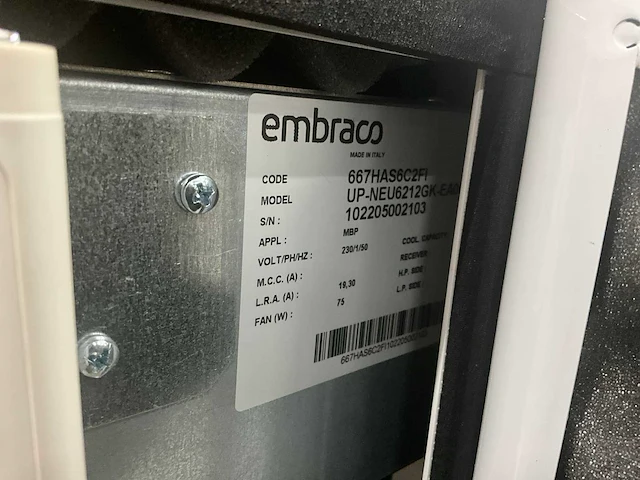 embraco
MADE IN ITALY
CODE 667HAS6C2FI
MODEL UP-NEU6212GK-EA0
S/N : 102205002103
APPL : MBP
VOLT/PH/HZ : 230/1/50
M.C.C. (A) : 19,30
L.R.A. (A) : 75
FAN (W) :
COOL. CAPACITY
RECEIVER
H.P. SIDE
L.P. SIDE
667HAS6C2FI102205002103